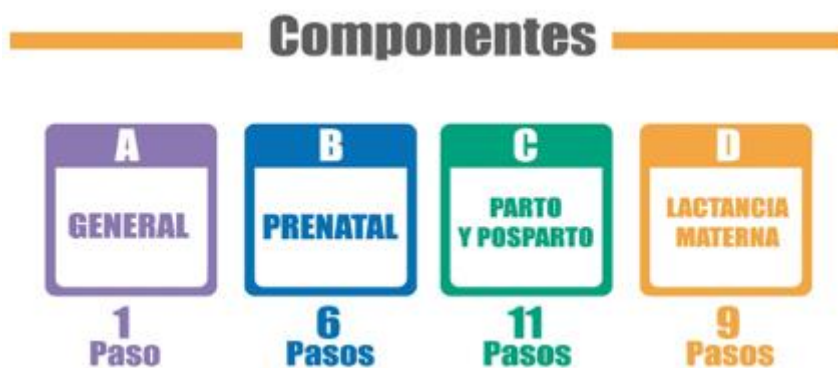 Componentes
A
GENERAL
1
Paso
B
PRENATAL
6
Pasos
C
PARTO
Y POSPARTO
11
Pasos
D
LACTANCIA
MATERNA
9
Pasos